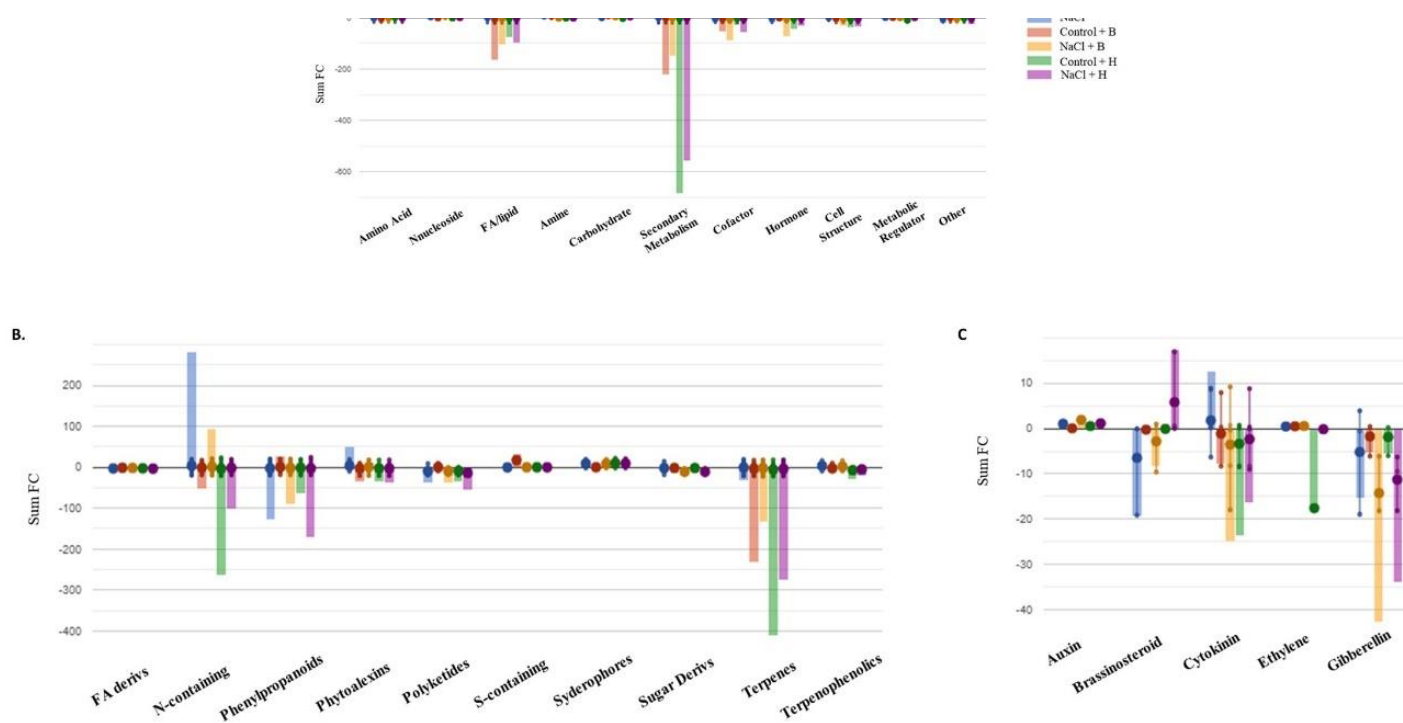 0
-200
-400
-600
Sum FC
Amino Acid
Nnucleoside
FA/lipid
Amine
Carbohydrate
Secondary
Metabolism
Cofactor
Hormone
Cell
Structure
Metabolic
Regulator
Other
NaCl
Control + B
NaCl + B
Control + H
NaCl + H
B.
200
100
0
-100
-200
-300
-400
Sum FC
FA derivs
N-containing
Phenylpropanoids
Phytoalexins
Polyketides
S-containing
Syderophores
Sugar Derivs
Terpenes
Terpenophenolics
C
10
0
-10
-20
-30
-40
Sum FC
Auxin
Brassinosteroid
Cytokinin
Ethylene
Gibberellin